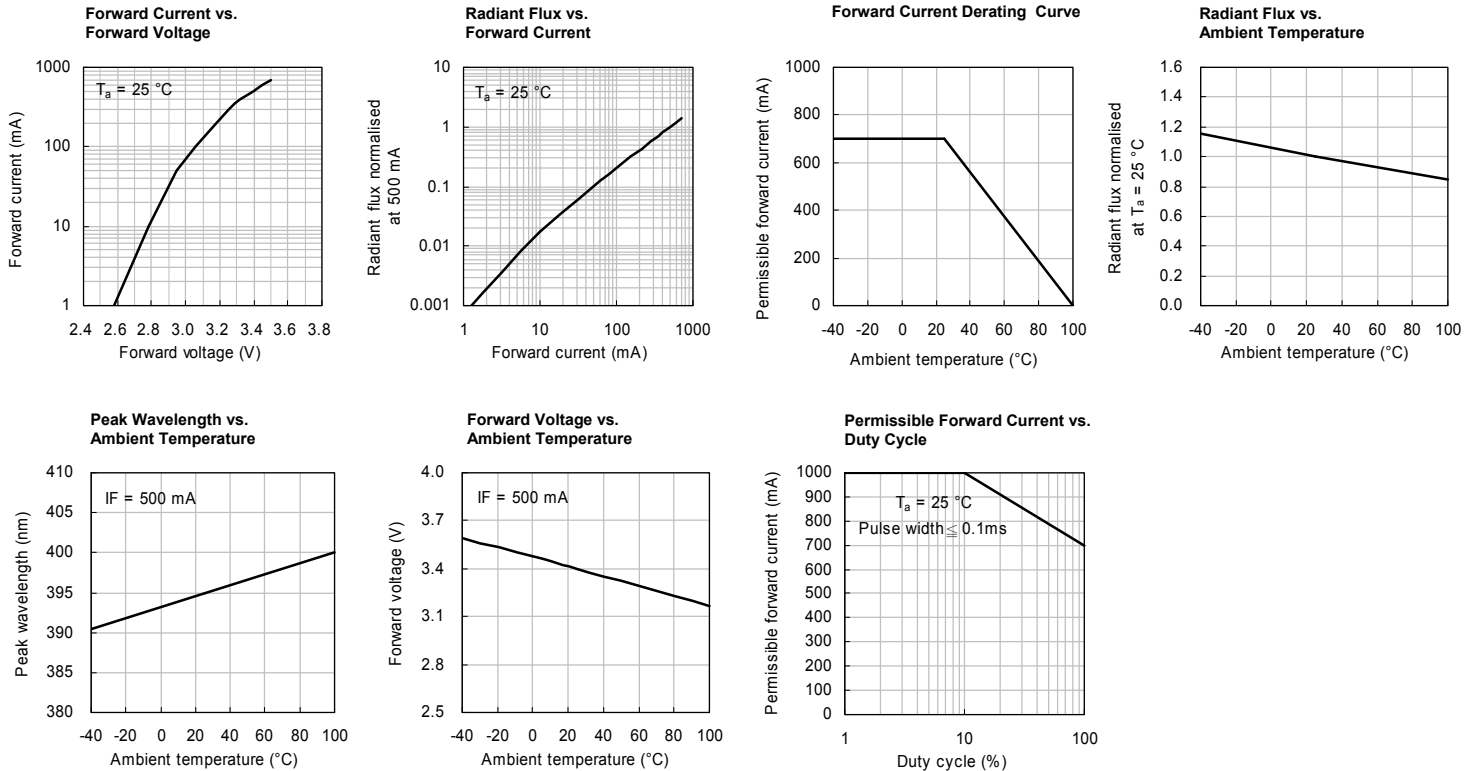 Forward Current vs.
Forward Voltage
Forward current (mA)
1000
100
10
1
Tₐ = 25 °C
2.4 2.6 2.8 3.0 3.2 3.4 3.6 3.8
Forward voltage (V)
Radiant Flux vs.
Forward Current
Radiant flux normalised
at 500 mA
10
1
0.1
0.01
0.001
Tₐ = 25 °C
1 10 100 1000
Forward current (mA)
Forward Current Derating Curve
Permissible forward current (mA)
1000
800
600
400
200
0
-40 -20 0 20 40 60 80 100
Ambient temperature (°C)
Radiant Flux vs.
Ambient Temperature
Radiant flux normalised
at Tₐ = 25 °C
1.6
1.4
1.2
1.0
0.8
0.6
0.4
0.2
0.0
-40 -20 0 20 40 60 80 100
Ambient temperature (°C)
Peak Wavelength vs.
Ambient Temperature
Peak wavelength (nm)
410
405
400
395
390
385
380
IF = 500 mA
-40 -20 0 20 40 60 80 100
Ambient temperature (°C)
Forward Voltage vs.
Ambient Temperature
Forward voltage (V)
4.0
3.7
3.4
3.1
2.8
2.5
IF = 500 mA
-40 -20 0 20 40 60 80 100
Ambient temperature (°C)
Permissible Forward Current vs.
Duty Cycle
Permissible forward current (mA)
1000
900
800
700
600
500
400
300
200
100
0
Tₐ = 25 °C
Pulse width ≦ 0.1ms
1 10 100
Duty cycle (%)